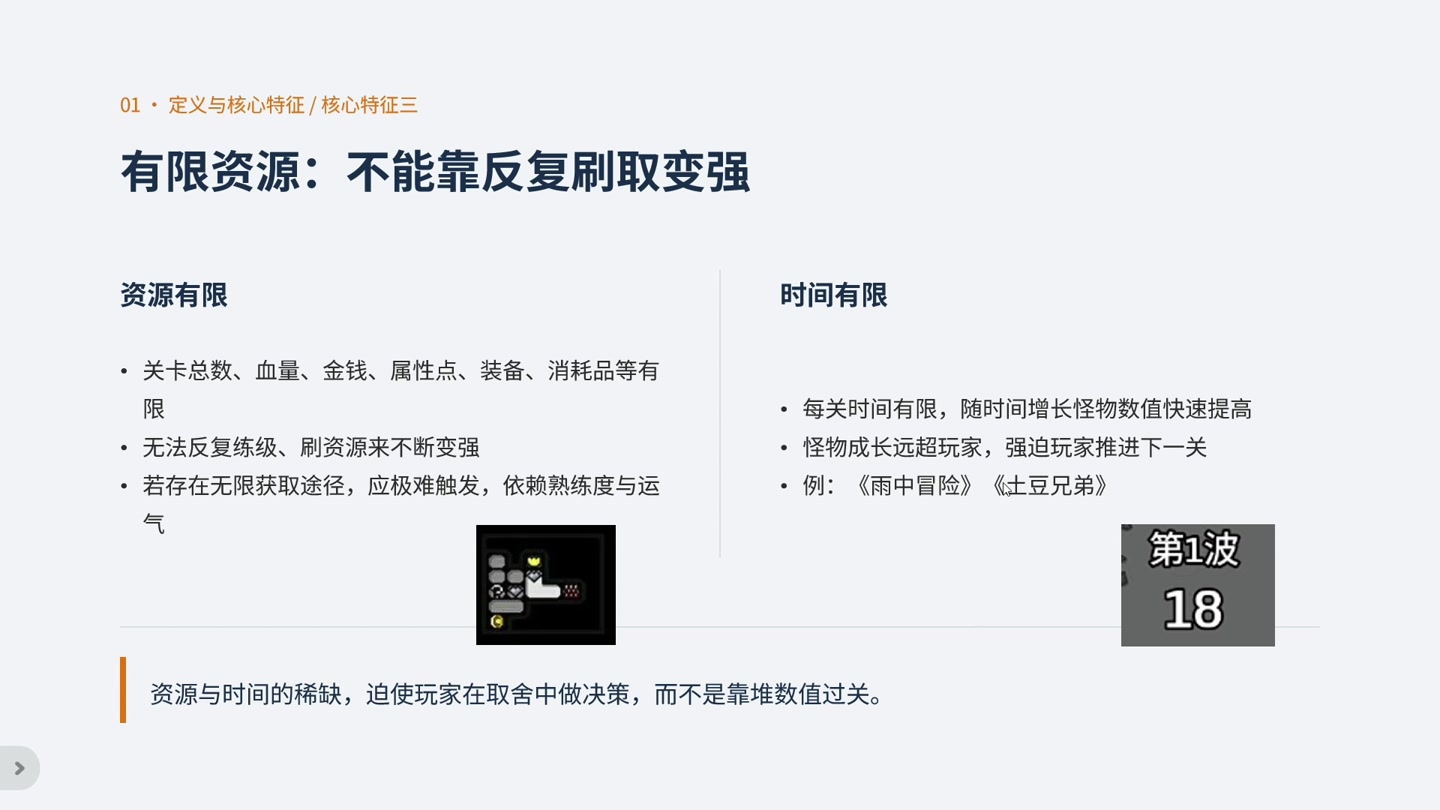 01 · 定义与核心特征 / 核心特征三
有限资源：不能靠反复刷取变强
资源有限
• 关卡总数、血量、金钱、属性点、装备、消耗品等有
限
• 无法反复练级、刷资源来不断变强
• 若存在无限获取途径，应极难触发，依赖熟练度与运
气
时间有限
• 每关时间有限，随时间增长怪物数值快速提高
• 怪物成长远超玩家，强迫玩家推进下一关
• 例：《雨中冒险》《土豆兄弟》
第1波
18
资源与时间的稀缺，迫使玩家在取舍中做决策，而不是靠堆数值过关。